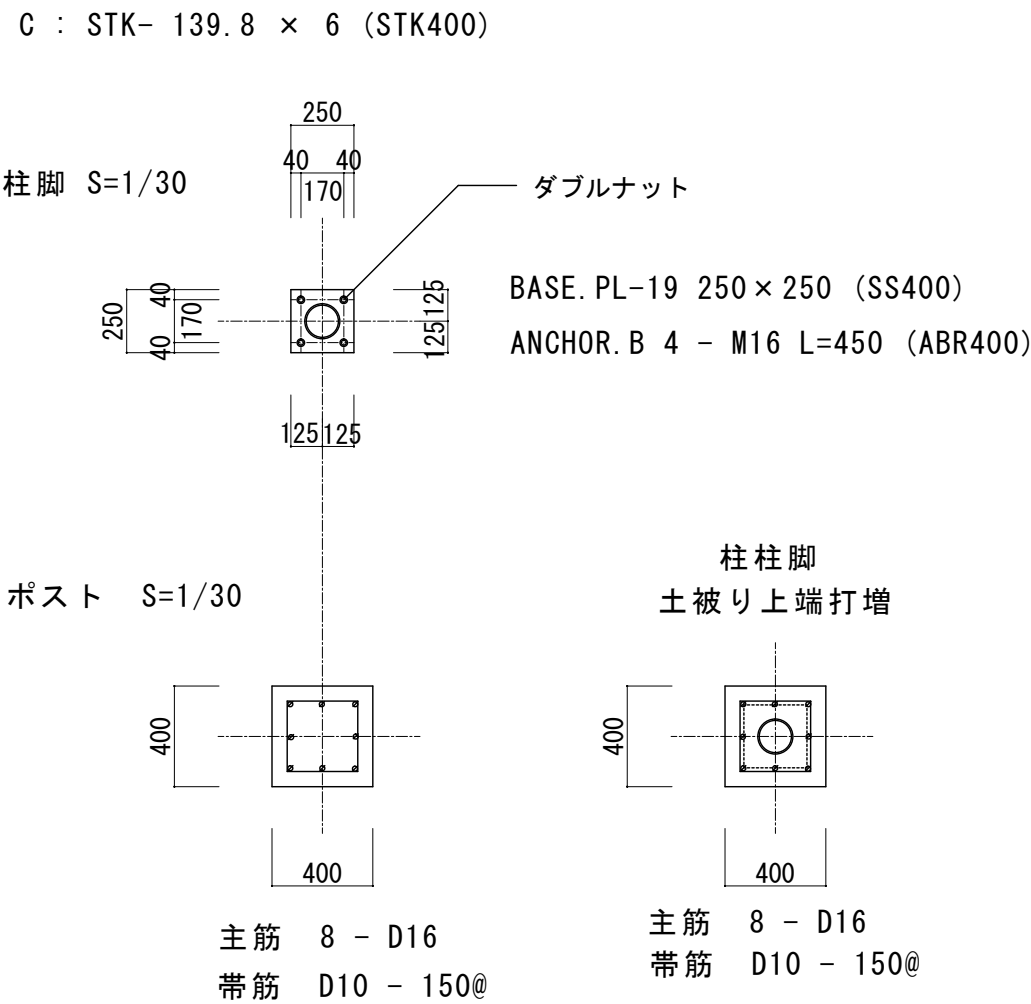 C : STK- 139.8 × 6 (STK400)
250
40 40
170
柱脚 S=1/30
ダブルナット
BASE.PL-19 250×250 (SS400)
ANCHOR.B 4 - M16 L=450 (ABR400)
250
40
170
40
125
125
125 125
柱柱脚
土被り上端打増
ポスト S=1/30
400
400
400
400
主筋 8 - D16
帯筋 D10 - 150@
主筋 8 - D16
帯筋 D10 - 150@